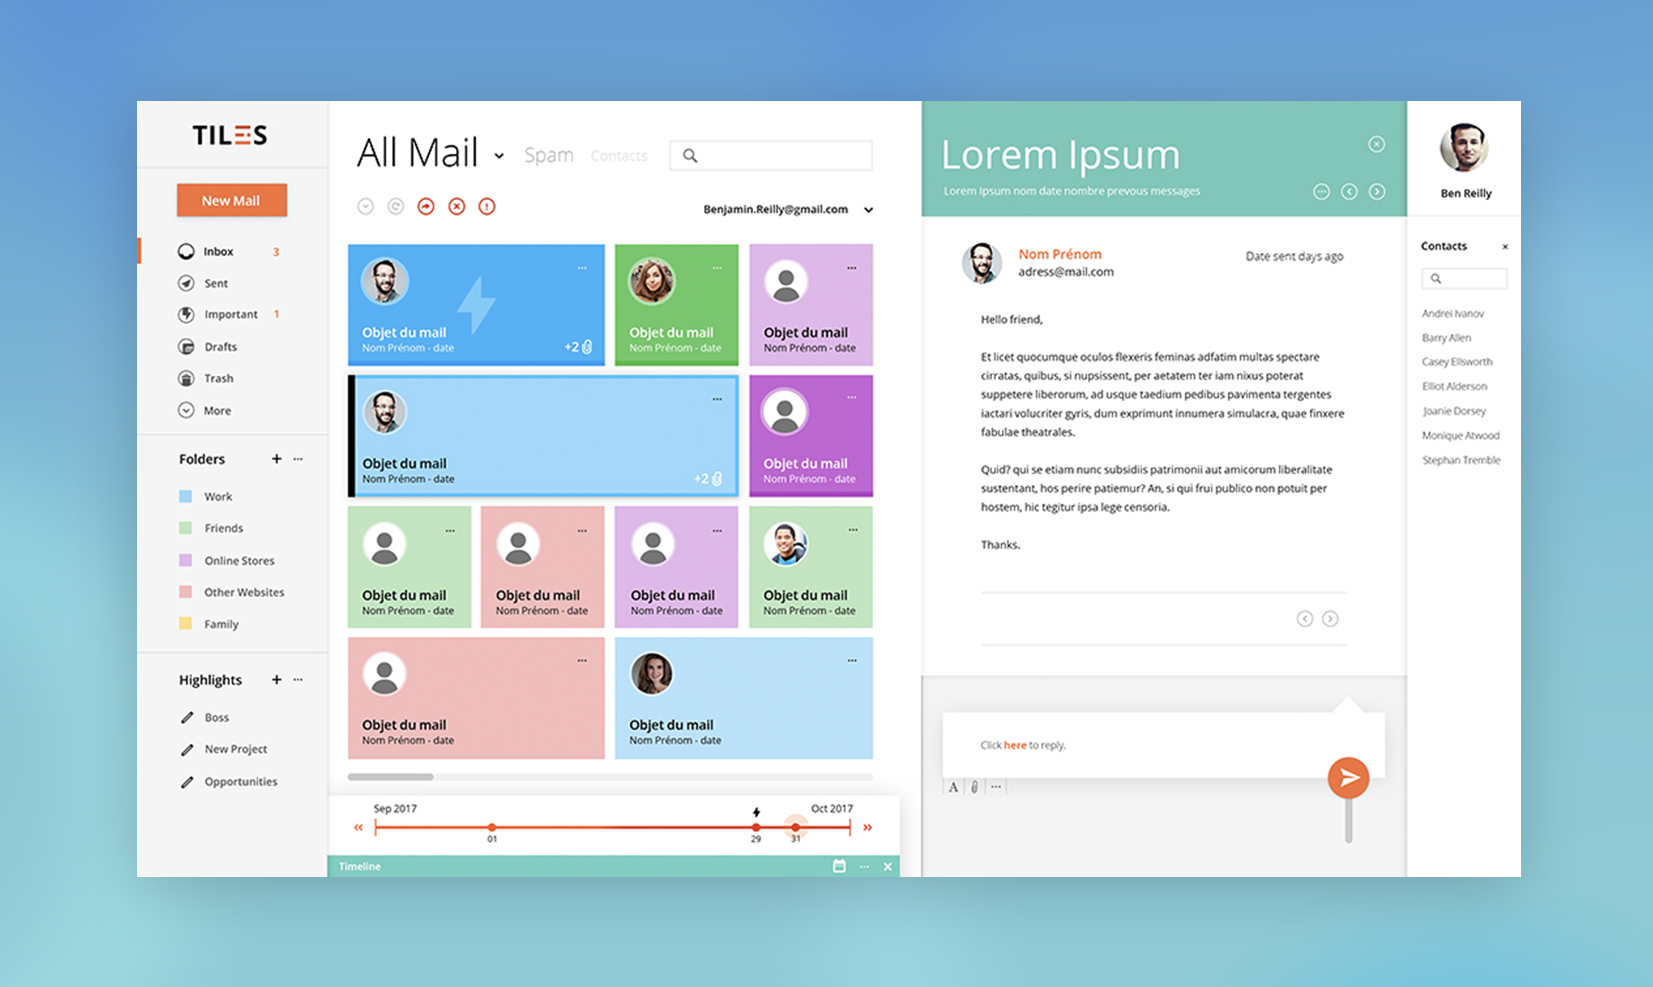 TILES
New Mail
Inbox 3
Sent
Important 1
Drafts
Trash
More
Folders + ...
Work
Friends
Online Stores
Other Websites
Family
Highlights + ...
Boss
New Project
Opportunities
All Mail Spam Contacts
Benjamin.Reilly@gmail.com
Objet du mail
Nom Prénom - date
+2
Objet du mail
Nom Prénom - date
Objet du mail
Nom Prénom - date
Objet du mail
Nom Prénom - date
+2
Objet du mail
Nom Prénom - date
Objet du mail
Nom Prénom - date
Objet du mail
Nom Prénom - date
Objet du mail
Nom Prénom - date
Objet du mail
Nom Prénom - date
Objet du mail
Nom Prénom - date
Objet du mail
Nom Prénom - date
Sep 2017 Oct 2017
01 29 31
Timeline
Lorem Ipsum
Lorem Ipsum nom date nombre prevous messages
Nom Prénom
adress@mail.com
Date sent days ago
Hello friend,
Et licet quocumque oculos flexeris feminas adfatim multas spectare
cirratas, quibus, si nupsissent, per aetatem ter iam nixus poterat
suppetere liberorum, ad usque taedium pedibus pavimenta tergentes
iactari volucriter gyris, dum exprimunt innumera simulacra, quae finxere
fabulae theatrales.
Quid? qui se etiam nunc subsidiis patrimonii aut amicorum liberalitate
sustentant, hos perire patiemur? An, si qui frui publico non potuit per
hostem, hic tegitur ipsa lege censoria.
Thanks.
Click here to reply.
A
Ben Reilly
Contacts ×
Andrei Ivanov
Barry Allen
Casey Ellsworth
Elliot Alderson
Joanie Dorsey
Monique Atwood
Stephan Tremble